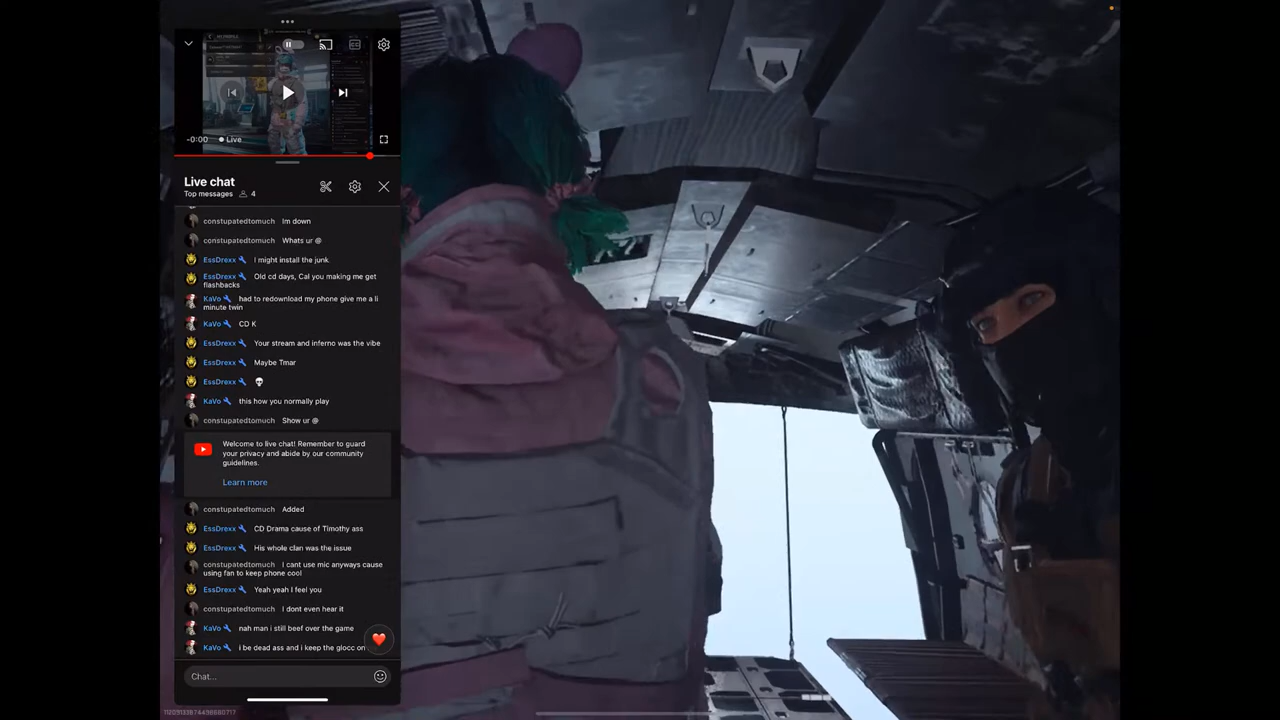 -0:00
Live
Live chat
Top messages 4
constupatedtomuch Im down
constupatedtomuch Whats ur @
EssDrexx I might install the junk.
EssDrexx Old cd days, Cal you making me get
flashbacks
KaVo had to redownload my phone give me a li
minute twin
KaVo CD K
EssDrexx Your stream and inferno was the vibe
EssDrexx Maybe Tmar
EssDrexx 💀
KaVo this how you normally play
constupatedtomuch Show ur @
Welcome to live chat! Remember to guard
your privacy and abide by our community
guidelines.
Learn more
constupatedtomuch Added
EssDrexx CD Drama cause of Timothy ass
EssDrexx His whole clan was the issue
constupatedtomuch I cant use mic anyways cause
using fan to keep phone cool
EssDrexx Yeah yeah I feel you
constupatedtomuch I dont even hear it
KaVo nah man i still beef over the game
KaVo i be dead ass and i keep the glocc on
Chat...